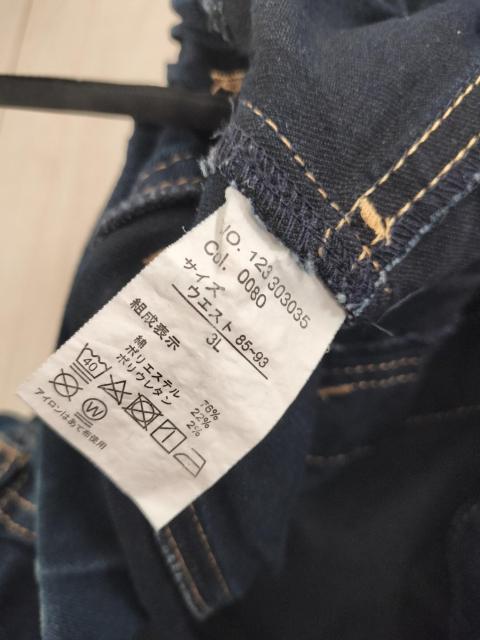 NO. 123303035
Col. 0080
サイズ
ウエスト 85-93
3L
組成表示
綿 76%
ポリエステル 22%
ポリウレタン 2%
40
W
アイロンはあて布使用